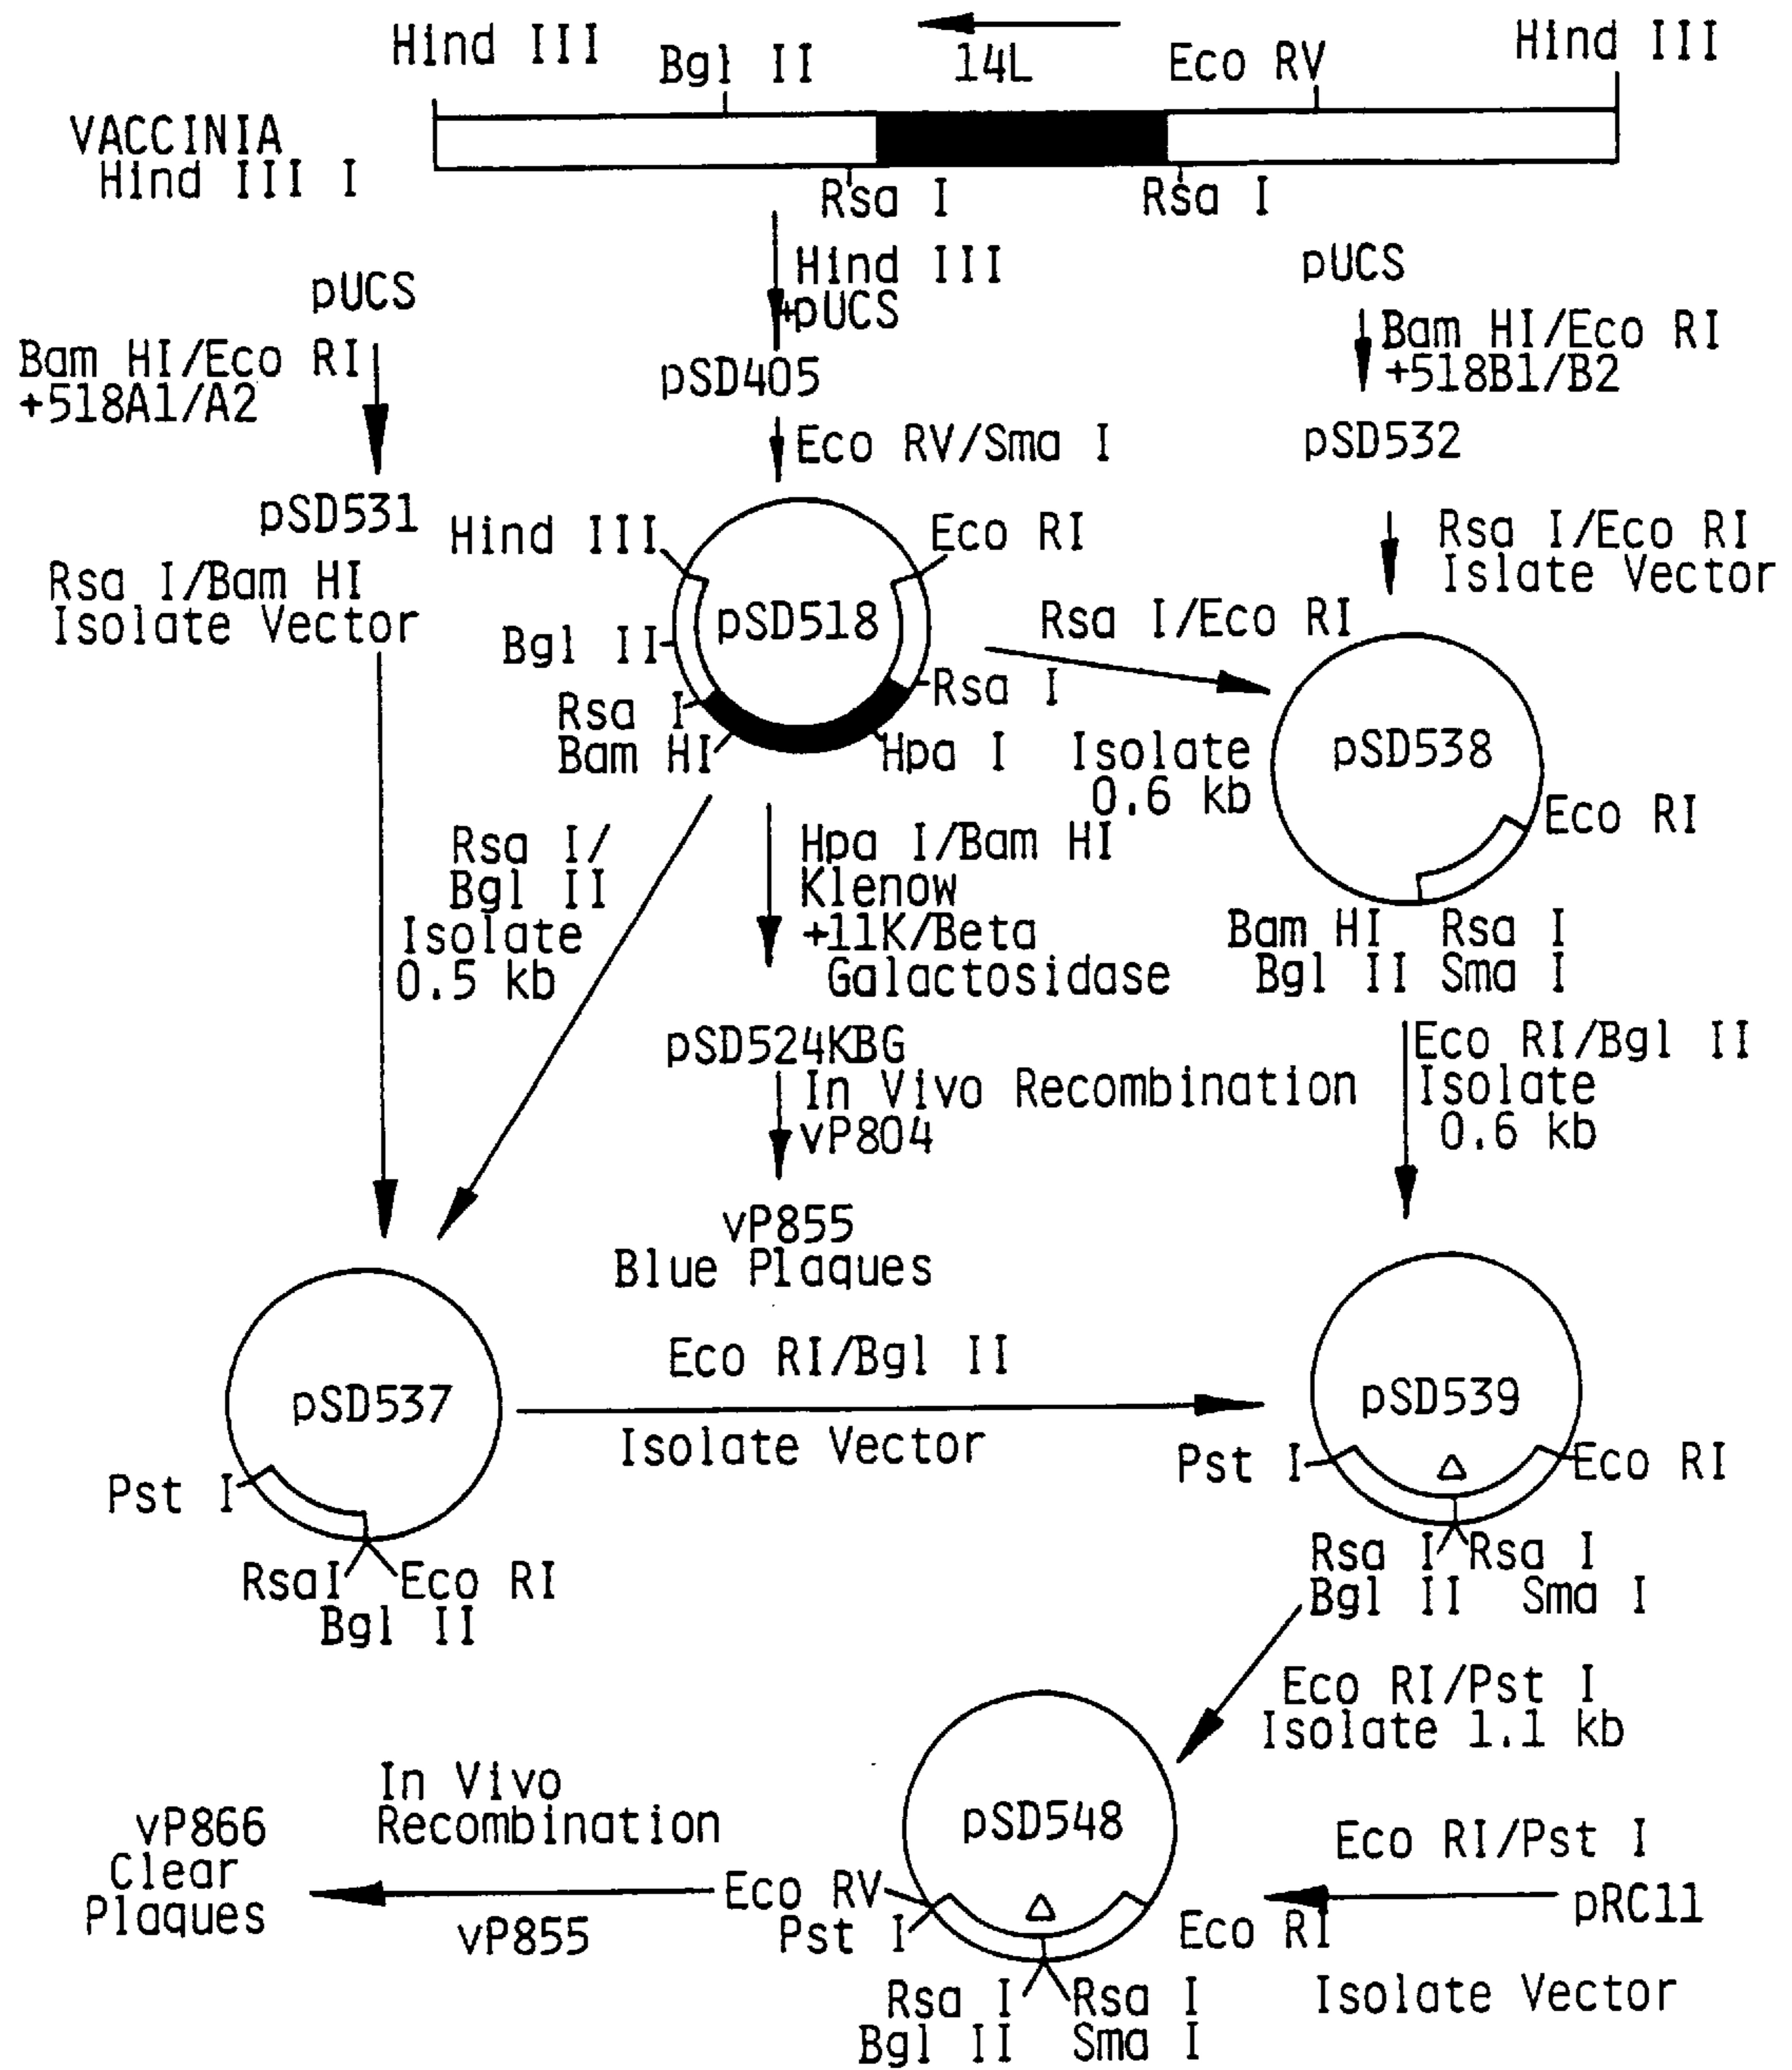 Hind III
Bgl II
14L
Eco RV
Hind III
VACCINIA
Hind III I
Rsa I
Rsa I
pUCS
Bam HI/Eco RI
+518A1/A2
pSD531
Rsa I/Bam HI
Isolate Vector
Hind III
+pUCS
pSD405
Eco RV/Sma I
pUCS
Bam HI/Eco RI
+518B1/B2
pSD532
Rsa I/Eco RI
Islate Vector
Hind III
Eco RI
pSD518
Bgl II
Rsa I
Bam HI
Rsa I
Hpa I
Rsa I/Eco RI
Isolate
0.6 kb
pSD538
Eco RI
Bam HI Rsa I
Bgl II Sma I
Rsa I/
Bgl II
Isolate
0.5 kb
Hpa I/Bam HI
Klenow
+11K/Beta
Galactosidase
pSD524KBG
In Vivo Recombination
vP804
vP855
Blue Plaques
Eco RI/Bgl II
Isolate
0.6 kb
pSD537
Pst I
RsaI Eco RI
Bgl II
Eco RI/Bgl II
Isolate Vector
pSD539
Pst I
Δ
Eco RI
Rsa I Rsa I
Bgl II Sma I
Eco RI/Pst I
Isolate 1.1 kb
pSD548
Eco RV
Pst I
Δ
Eco RI
Rsa I Rsa I
Bgl II Sma I
Eco RI/Pst I
pRC11
Isolate Vector
In Vivo
Recombination
vP855
vP866
Clear
Plaques